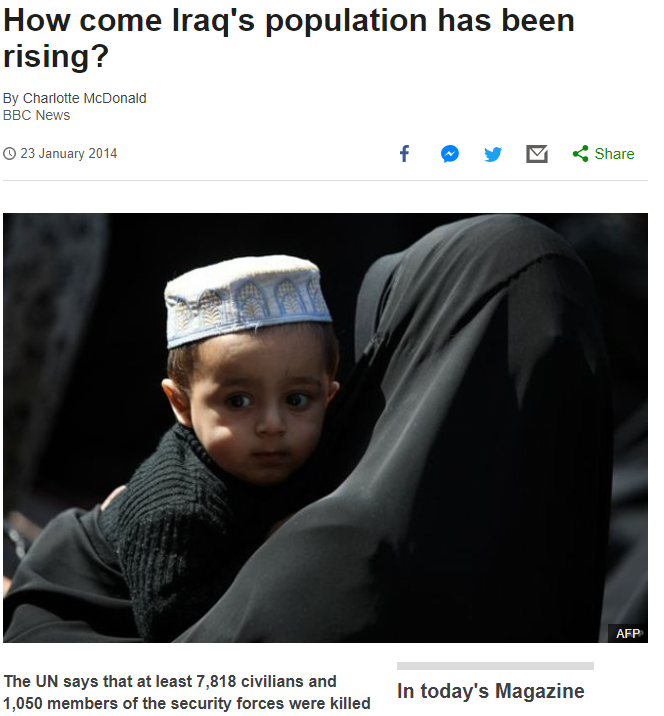 How come Iraq's population has been
rising?
By Charlotte McDonald
BBC News
23 January 2014
Share
AFP
The UN says that at least 7,818 civilians and
1,050 members of the security forces were killed
In today's Magazine